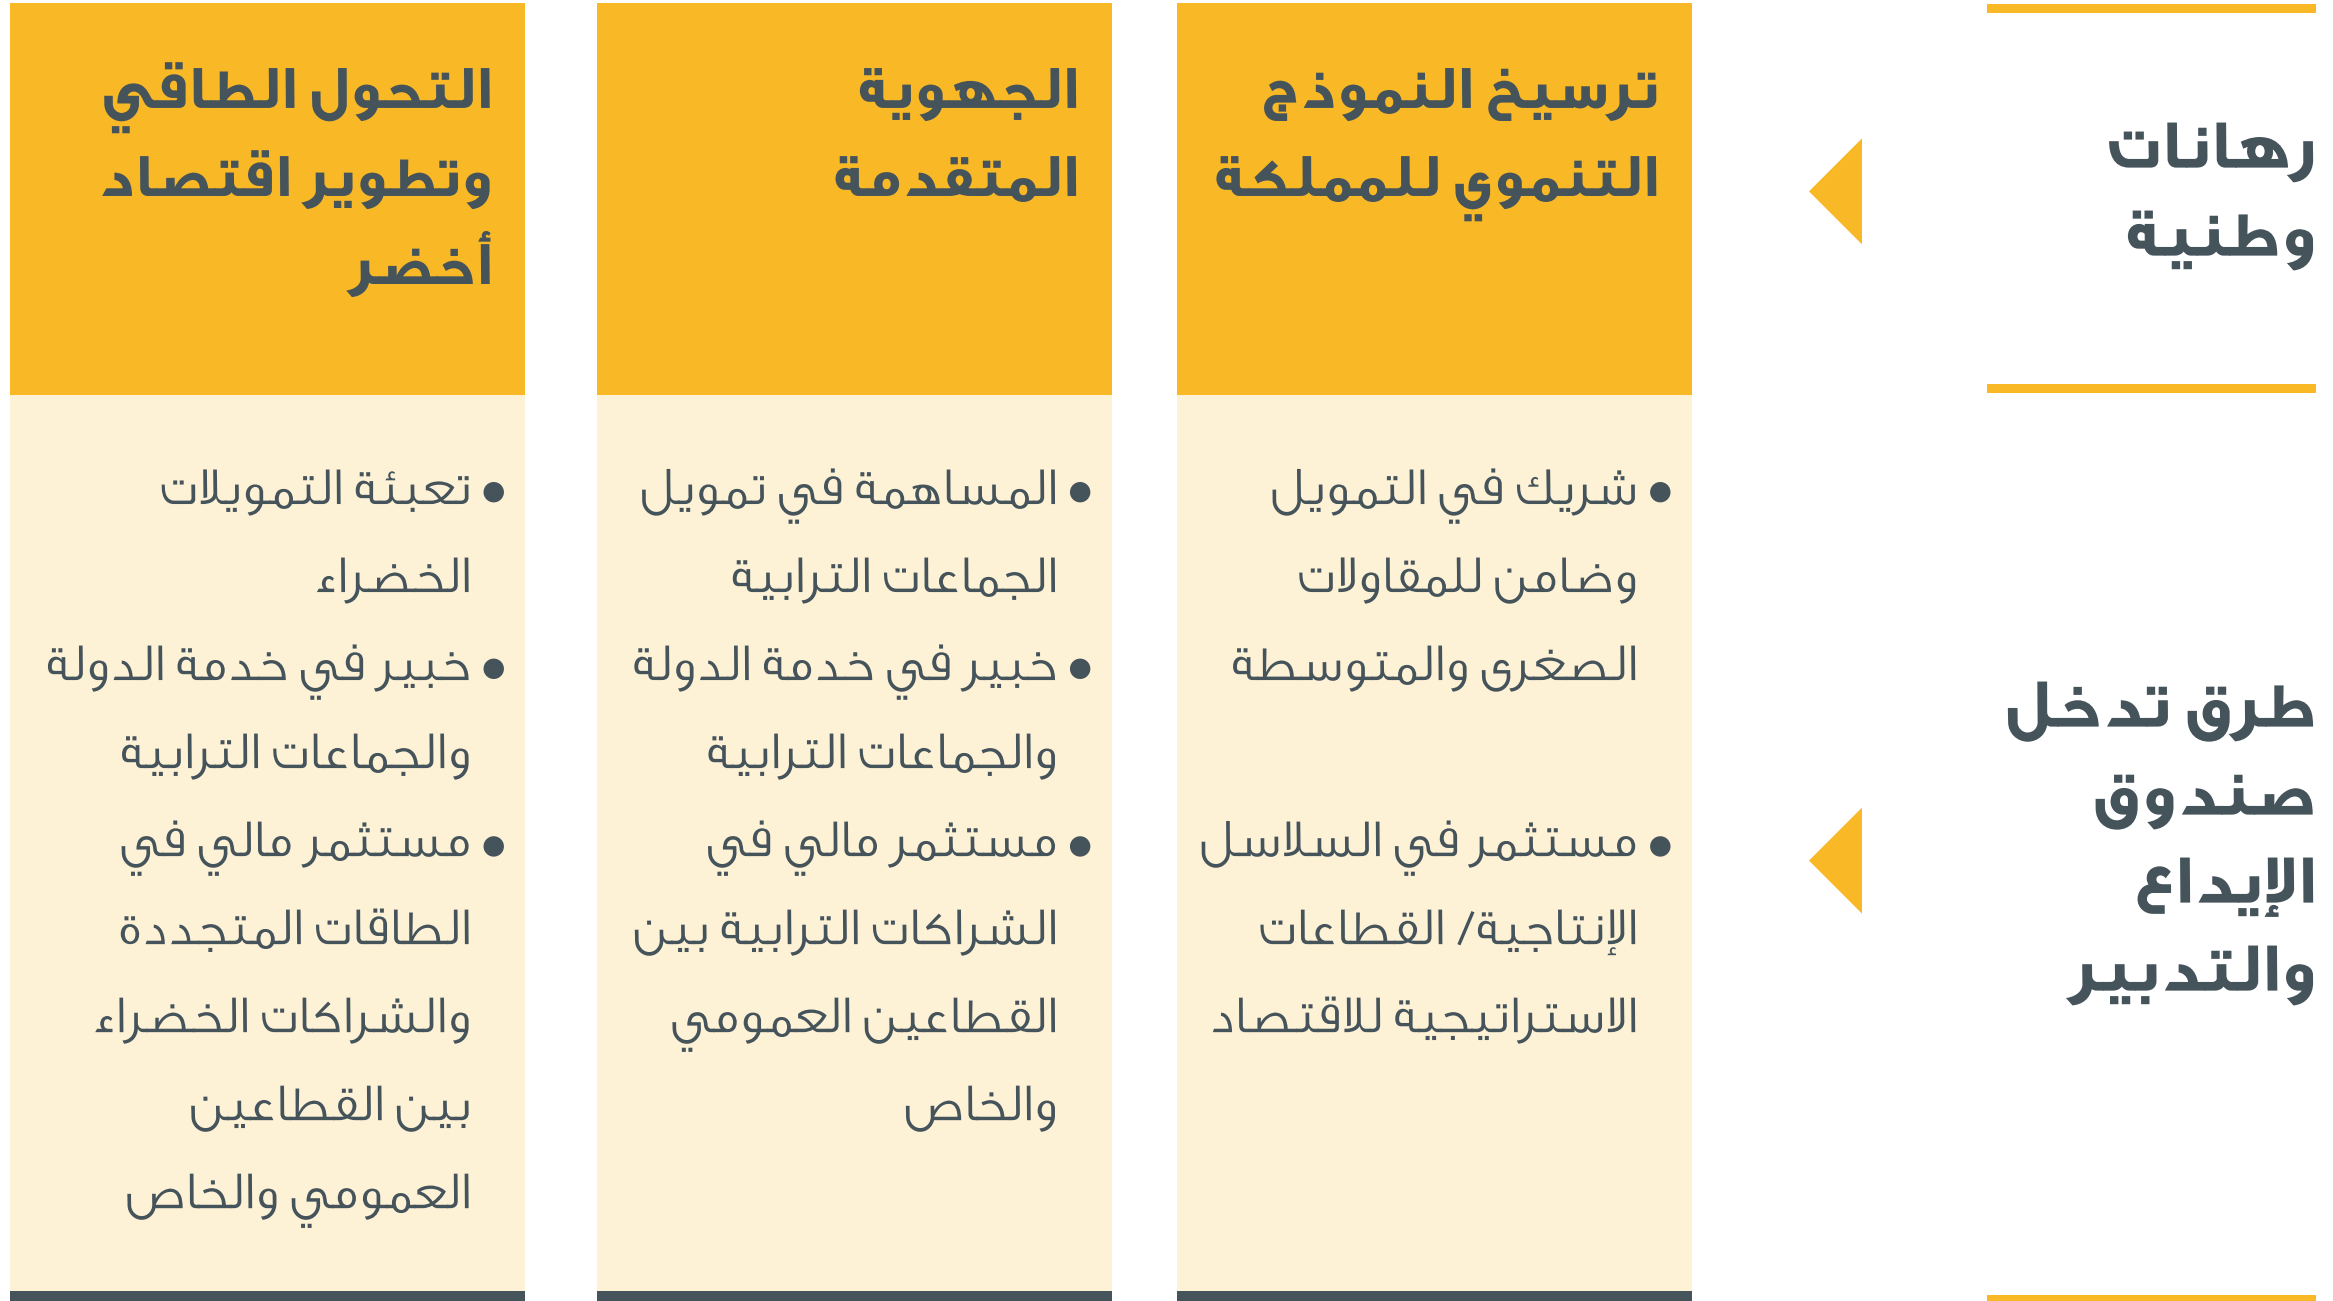 رهانات
وطنية
ترسيخ النموذج
التنموي للمملكة
الجهوية
المتقدمة
التحول الطاقي
وتطوير اقتصاد
أخضر
طرق تدخل
صندوق
الإيداع
والتدبير
• شريك في التمويل
وضامن للمقاولات
الصغرى والمتوسطة
• مستثمر في السلاسل
الإنتاجية/ القطاعات
الاستراتيجية للاقتصاد
• المساهمة في تمويل
الجماعات الترابية
• خبير في خدمة الدولة
والجماعات الترابية
• مستثمر مالي في
الشراكات الترابية بين
القطاعين العمومي
والخاص
• تعبئة التمويلات
الخضراء
• خبير في خدمة الدولة
والجماعات الترابية
• مستثمر مالي في
الطاقات المتجددة
والشراكات الخضراء
بين القطاعين
العمومي والخاص